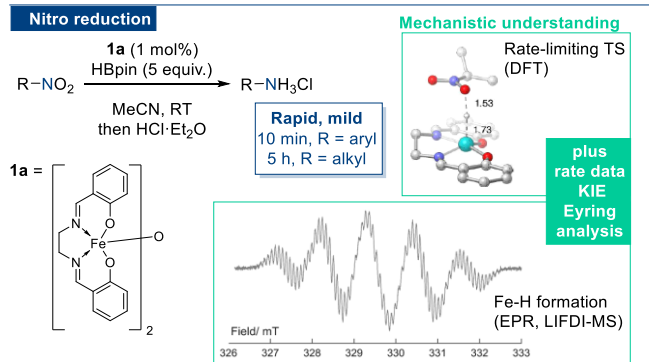 Nitro reduction
Mechanistic understanding
R–NO₂
1a (1 mol%)
HBpin (5 equiv.)
MeCN, RT
then HCl·Et₂O
R–NH₃Cl
Rapid, mild
10 min, R = aryl
5 h, R = alkyl
Rate-limiting TS
(DFT)
1.53
1.73
plus
rate data
KIE
Eyring
analysis
1a =
N
O
Fe
O
N
O
2
Fe-H formation
(EPR, LIFDI-MS)
Field/ mT
326 327 328 329 330 331 332 333